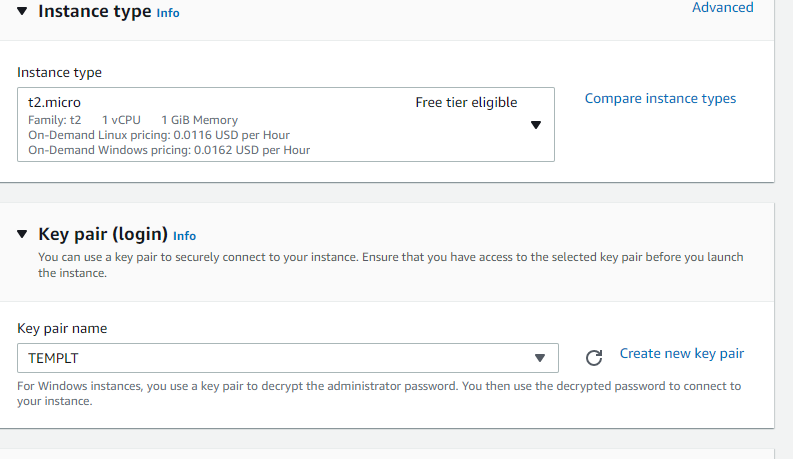 Instance type Info
Advanced
Instance type
t2.micro Free tier eligible
Family: t2 1 vCPU 1 GiB Memory
On-Demand Linux pricing: 0.0116 USD per Hour
On-Demand Windows pricing: 0.0162 USD per Hour
Compare instance types
Key pair (login) Info
You can use a key pair to securely connect to your instance. Ensure that you have access to the selected key pair before you launch
the instance.
Key pair name
TEMPLT
Create new key pair
For Windows instances, you use a key pair to decrypt the administrator password. You then use the decrypted password to connect to
your instance.